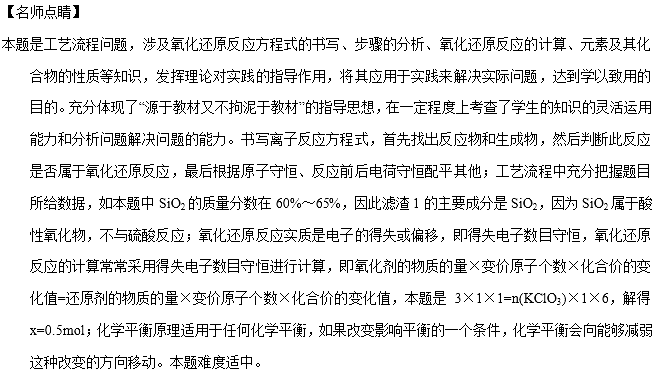 【名师点睛】
本题是工艺流程问题，涉及氧化还原反应方程式的书写、步骤的分析、氧化还原反应的计算、元素及其化
合物的性质等知识，发挥理论对实践的指导作用，将其应用于实践来解决实际问题，达到学以致用的
目的。充分体现了“源于教材又不拘泥于教材”的指导思想，在一定程度上考查了学生的知识的灵活运用
能力和分析问题解决问题的能力。书写离子反应方程式，首先找出反应物和生成物，然后判断此反应
是否属于氧化还原反应，最后根据原子守恒、反应前后电荷守恒配平其他；工艺流程中充分把握题目
所给数据，如本题中 SiO₂ 的质量分数在 60%～65%，因此滤渣 1 的主要成分是 SiO₂，因为 SiO₂ 属于酸
性氧化物，不与硫酸反应；氧化还原反应实质是电子的得失或偏移，即得失电子数目守恒，氧化还原
反应的计算常常采用得失电子数目守恒进行计算，即氧化剂的物质的量×变价原子个数×化合价的变
化值=还原剂的物质的量×变价原子个数×化合价的变化值，本题是 3×1×1=n(KClO₃)×1×6，解得
x=0.5mol；化学平衡原理适用于任何化学平衡，如果改变影响平衡的一个条件，化学平衡会向能够减弱
这种改变的方向移动。本题难度适中。